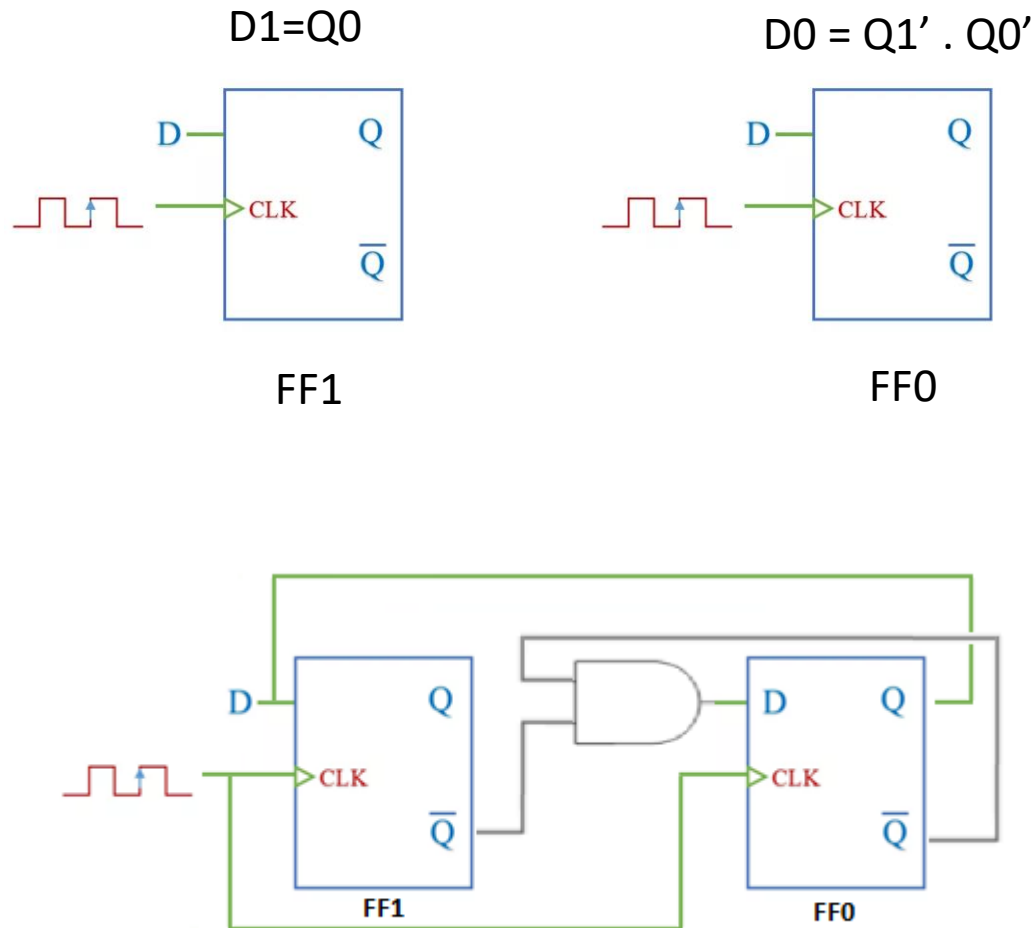 D1=Q0
D0 = Q1’ . Q0’
D Q
CLK
Q̅
FF1
D Q
CLK
Q̅
FF0
D Q
CLK
Q̅
FF1
D Q
CLK
Q̅
FF0